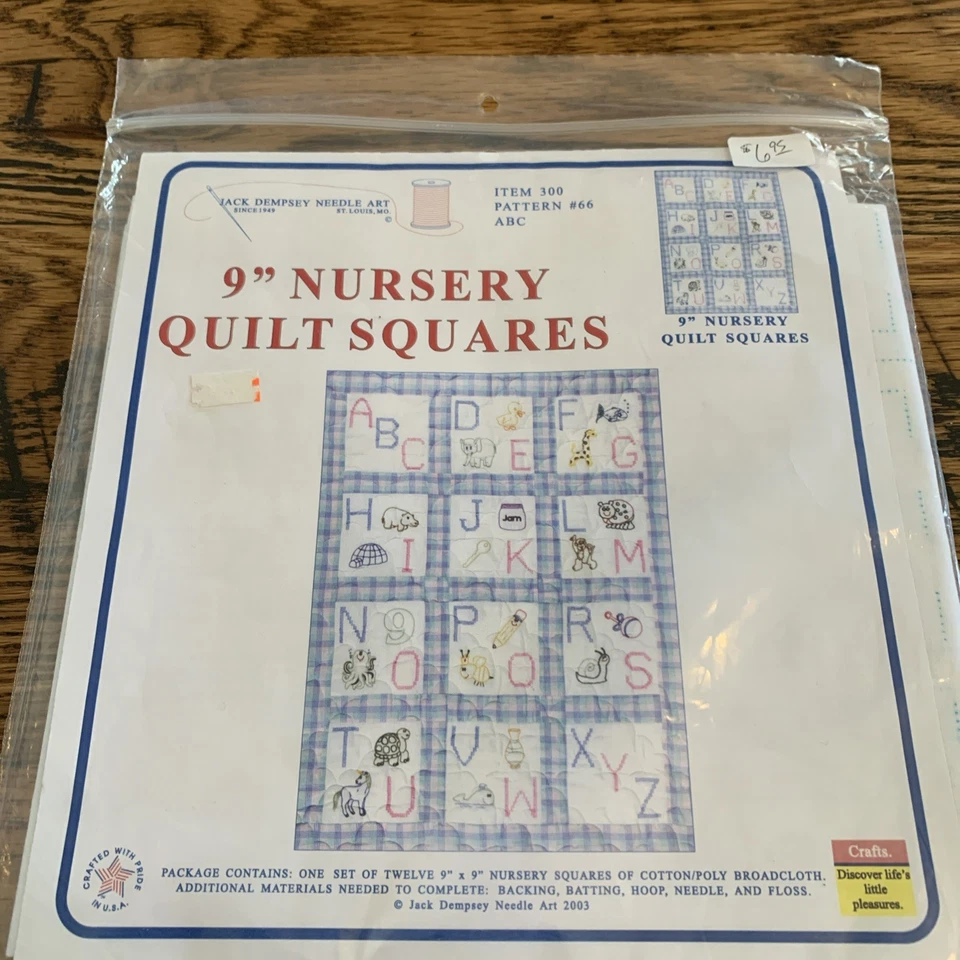 $6.95
JACK DEMPSEY NEEDLE ART
SINCE 1949 ST. LOUIS, MO.
©
ITEM 300
PATTERN #66
ABC
9” NURSERY
QUILT SQUARES
9” NURSERY
QUILT SQUARES
A B C
D
E
F
G
H
I
J Jam
K
L
M
N 9
O
P
Q
R
S
T
U
V
W
X Y Z
CRAFTED WITH PRIDE
IN U.S.A.
PACKAGE CONTAINS: ONE SET OF TWELVE 9" x 9" NURSERY SQUARES OF COTTON/POLY BROADCLOTH.
ADDITIONAL MATERIALS NEEDED TO COMPLETE: BACKING, BATTING, HOOP, NEEDLE, AND FLOSS.
© Jack Dempsey Needle Art 2003
Crafts.
Discover life's
little
pleasures.